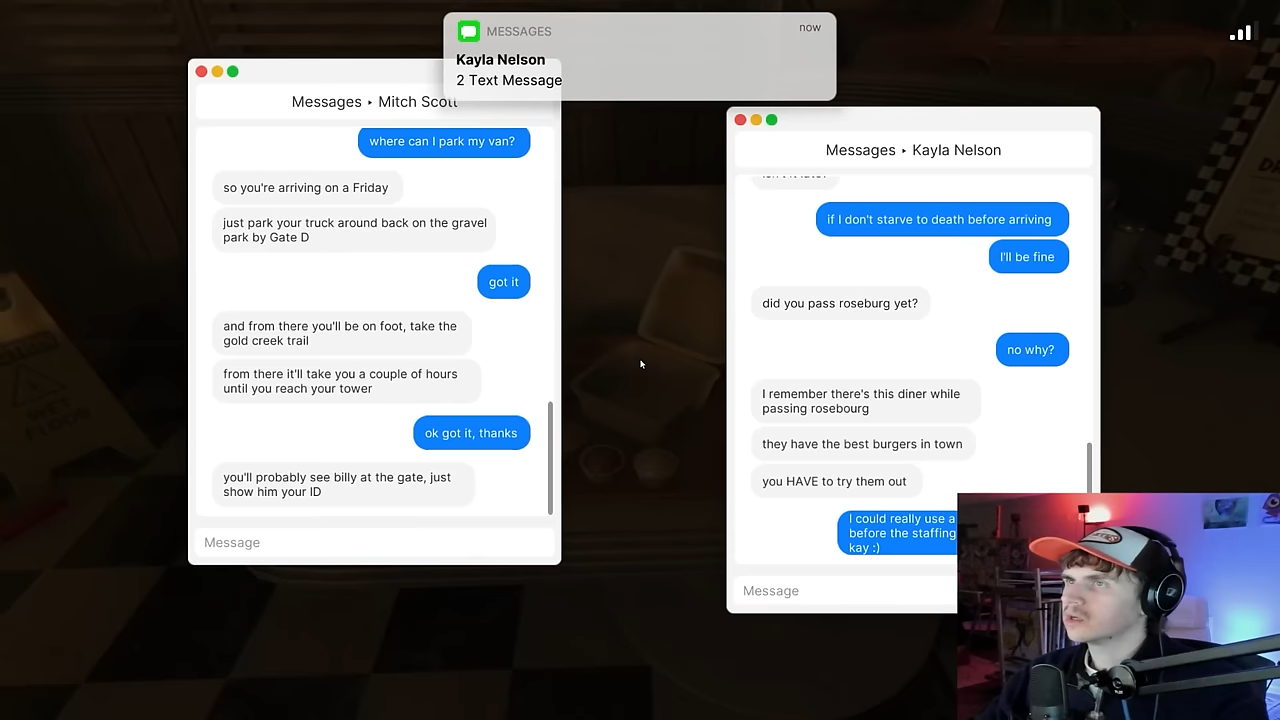 MESSAGES
now
Kayla Nelson
2 Text Message
Messages ▸ Mitch Scott
where can I park my van?
so you're arriving on a Friday
just park your truck around back on the gravel
park by Gate D
got it
and from there you'll be on foot, take the
gold creek trail
from there it'll take you a couple of hours
until you reach your tower
ok got it, thanks
you'll probably see billy at the gate, just
show him your ID
Message
Messages ▸ Kayla Nelson
isn't it late?
if I don't starve to death before arriving
I'll be fine
did you pass roseburg yet?
no why?
I remember there's this diner while
passing rosebourg
they have the best burgers in town
you HAVE to try them out
I could really use a
before the staffing
kay :)
Message
WET
FLOOR